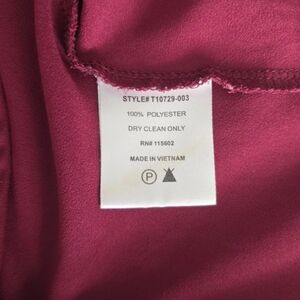 STYLE# T10729-003
100% POLYESTER
DRY CLEAN ONLY
RN# 115602
MADE IN VIETNAM
P